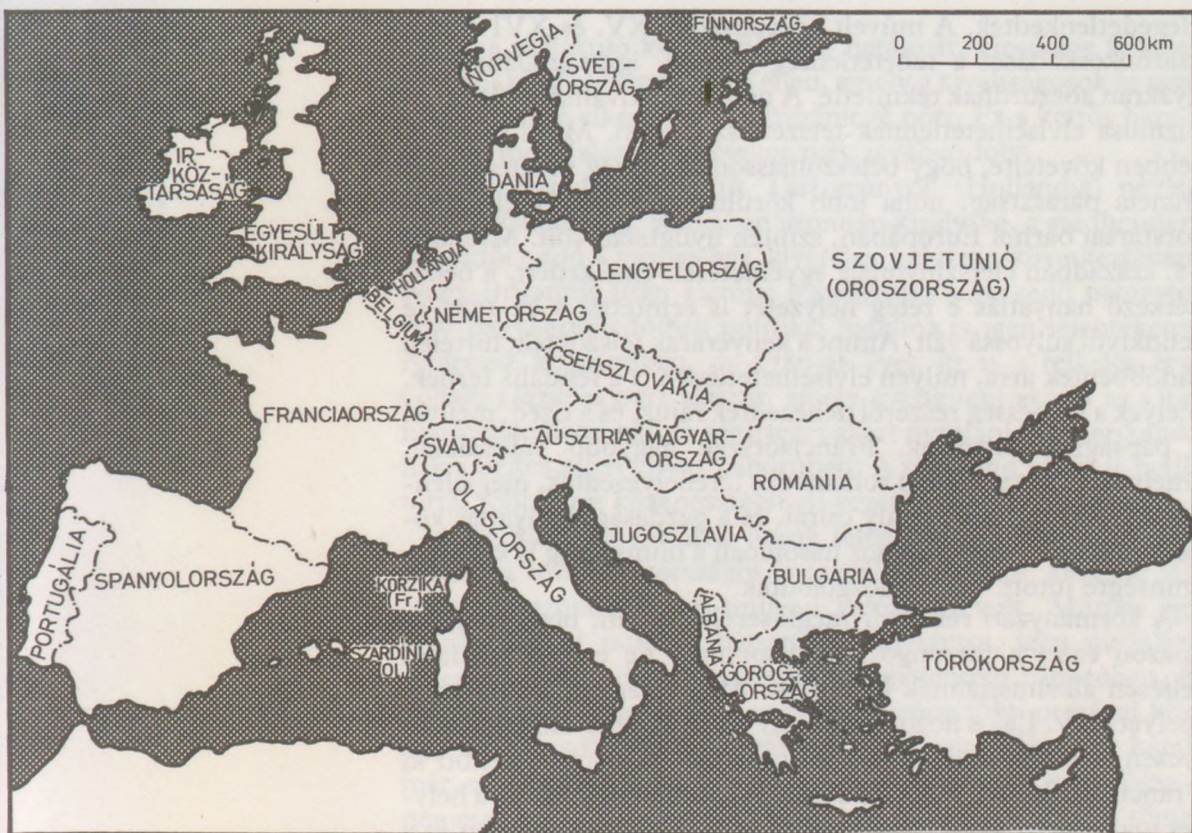 FINNORSZÁG
NORVÉGIA
SVÉD-
ORSZÁG
0 200 400 600 km
ÍR-
KÖZ-
TÁRSASÁG
DÁNIA
EGYESÜLT-
KIRÁLYSÁG
HOLLANDIA
BELGIUM
NÉMETORSZÁG
LENGYELORSZÁG
SZOVJETUNIÓ
(OROSZORSZÁG)
CSEHSZLOVÁKIA
FRANCIAORSZÁG
SVÁJC
AUSZTRIA
MAGYAR-
ORSZÁG
ROMÁNIA
OLASZORSZÁG
JUGOSZLÁVIA
BULGÁRIA
PORTUGÁLIA
SPANYOLORSZÁG
KORZIKA
(Fr.)
SZARDÍNIA
(Ol.)
ALBÁNIA
GÖRÖG-
ORSZÁG
TÖRÖKORSZÁG